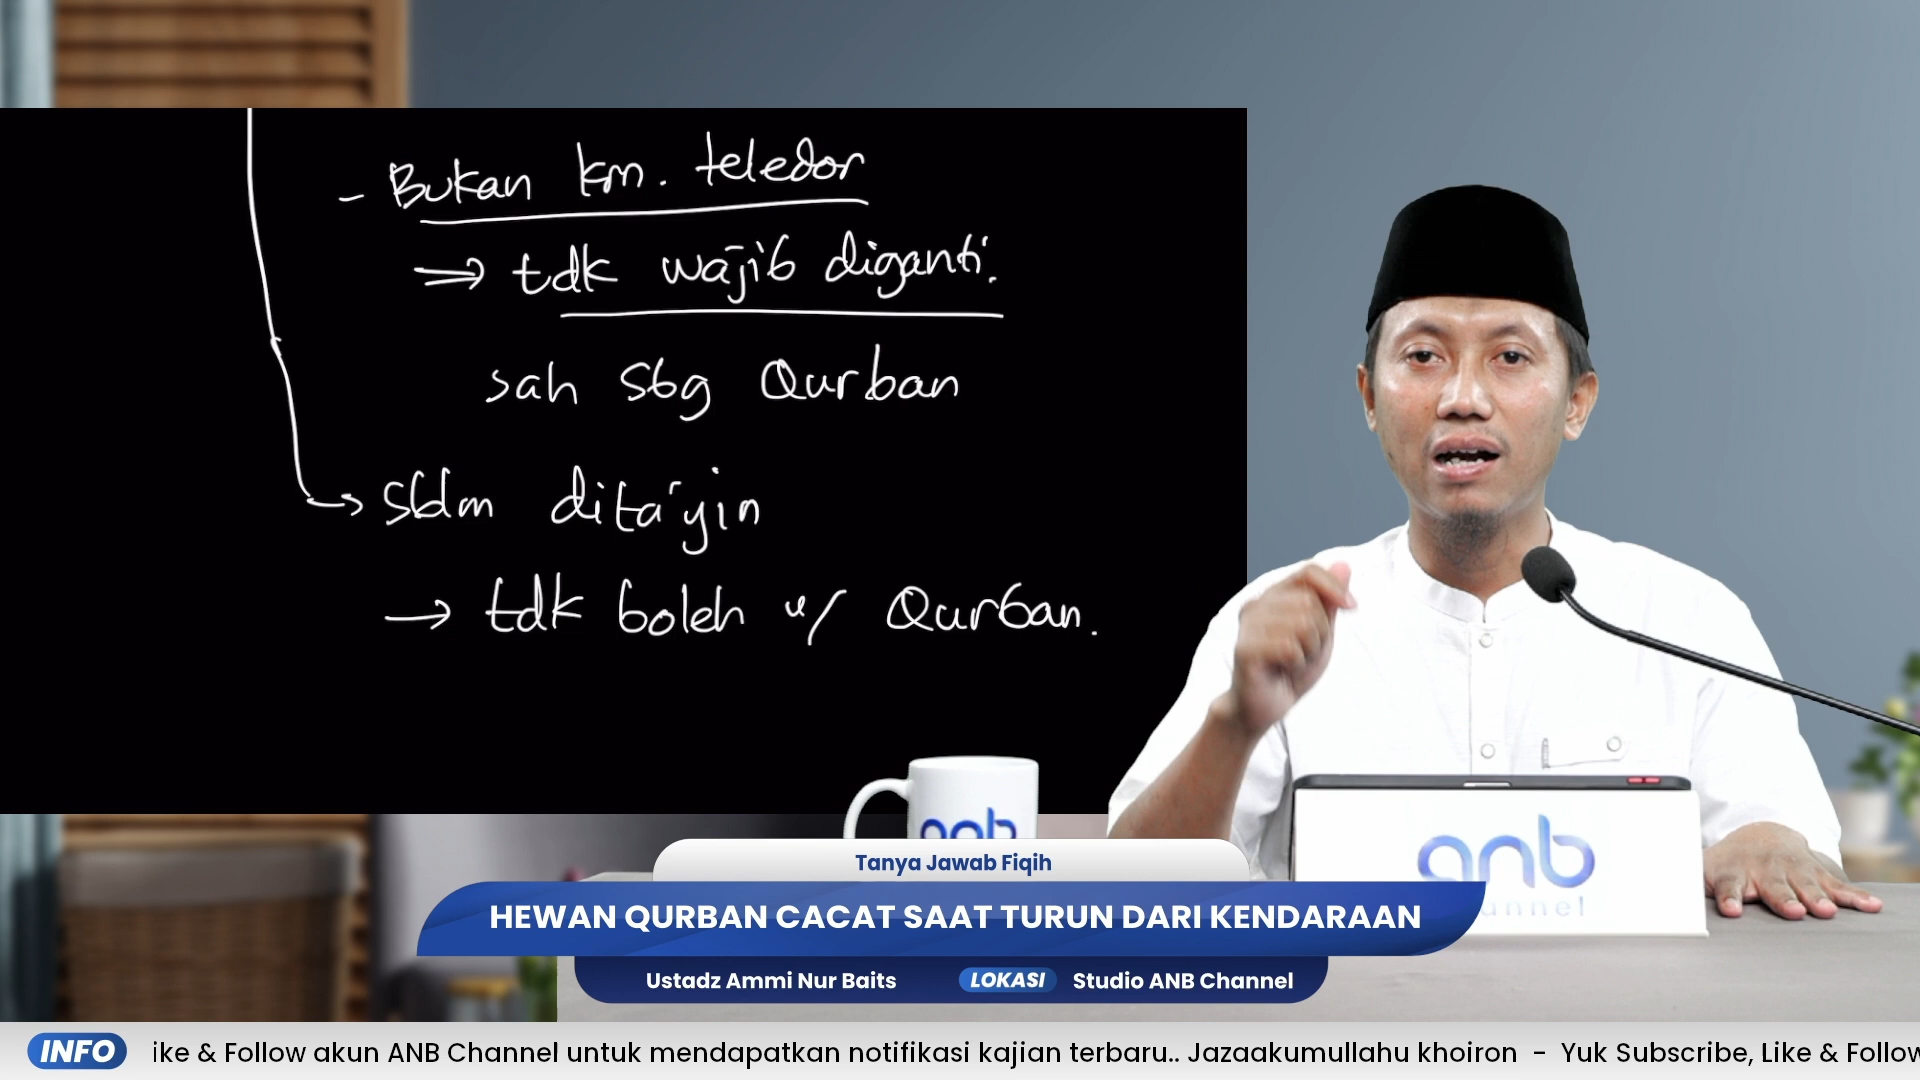 - Bukan krn. teledor
⇒ tdk wajib diganti.
sah sbg Qurban
→ sblm dita'yin
→ tdk boleh u/ Qurban.
anb
anb
channel
Tanya Jawab Fiqih
HEWAN QURBAN CACAT SAAT TURUN DARI KENDARAAN
Ustadz Ammi Nur Baits LOKASI Studio ANB Channel
INFO ike & Follow akun ANB Channel untuk mendapatkan notifikasi kajian terbaru.. Jazaakumullahu khoiron - Yuk Subscribe, Like & Follow